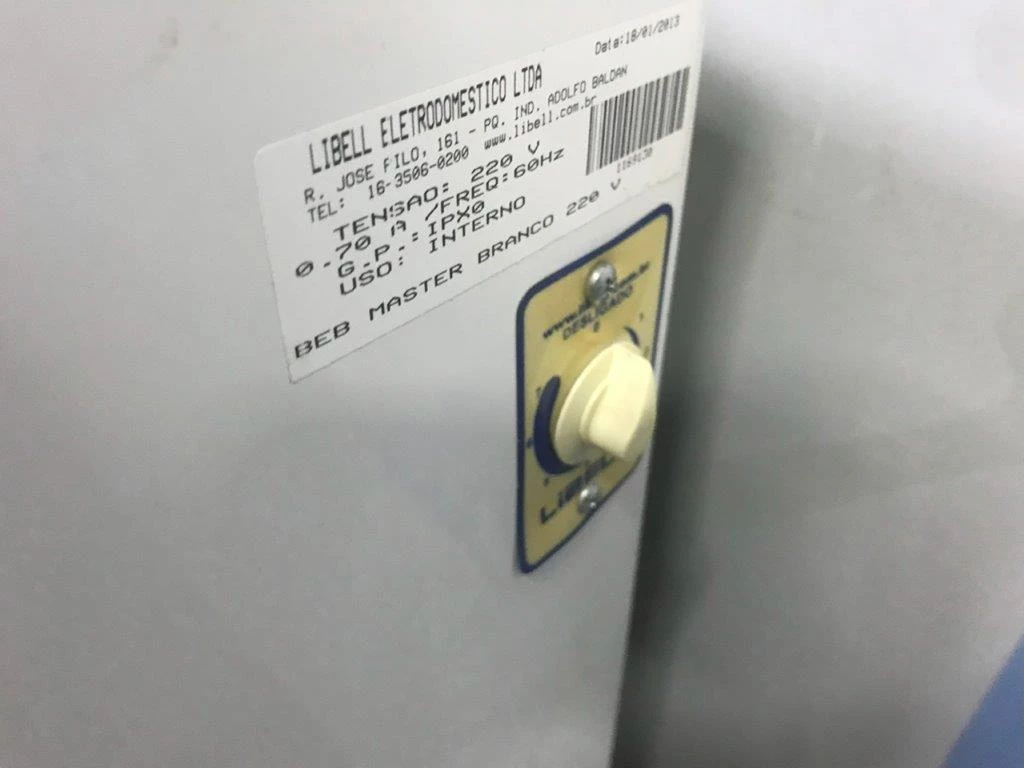 Data:18/01/2013
LIBELL ELETRODOMESTICO LTDA
R. JOSE FILO, 161 - PQ. IND. ADOLFO BALDAN
TEL: 16-3506-0200 www.libell.com.br
TENSAO: 220 V
0.70 A /FREQ:60Hz
G.P.:IPX0
USO: INTERNO
BEB MASTER BRANCO 220 V
DESLIGADO
0